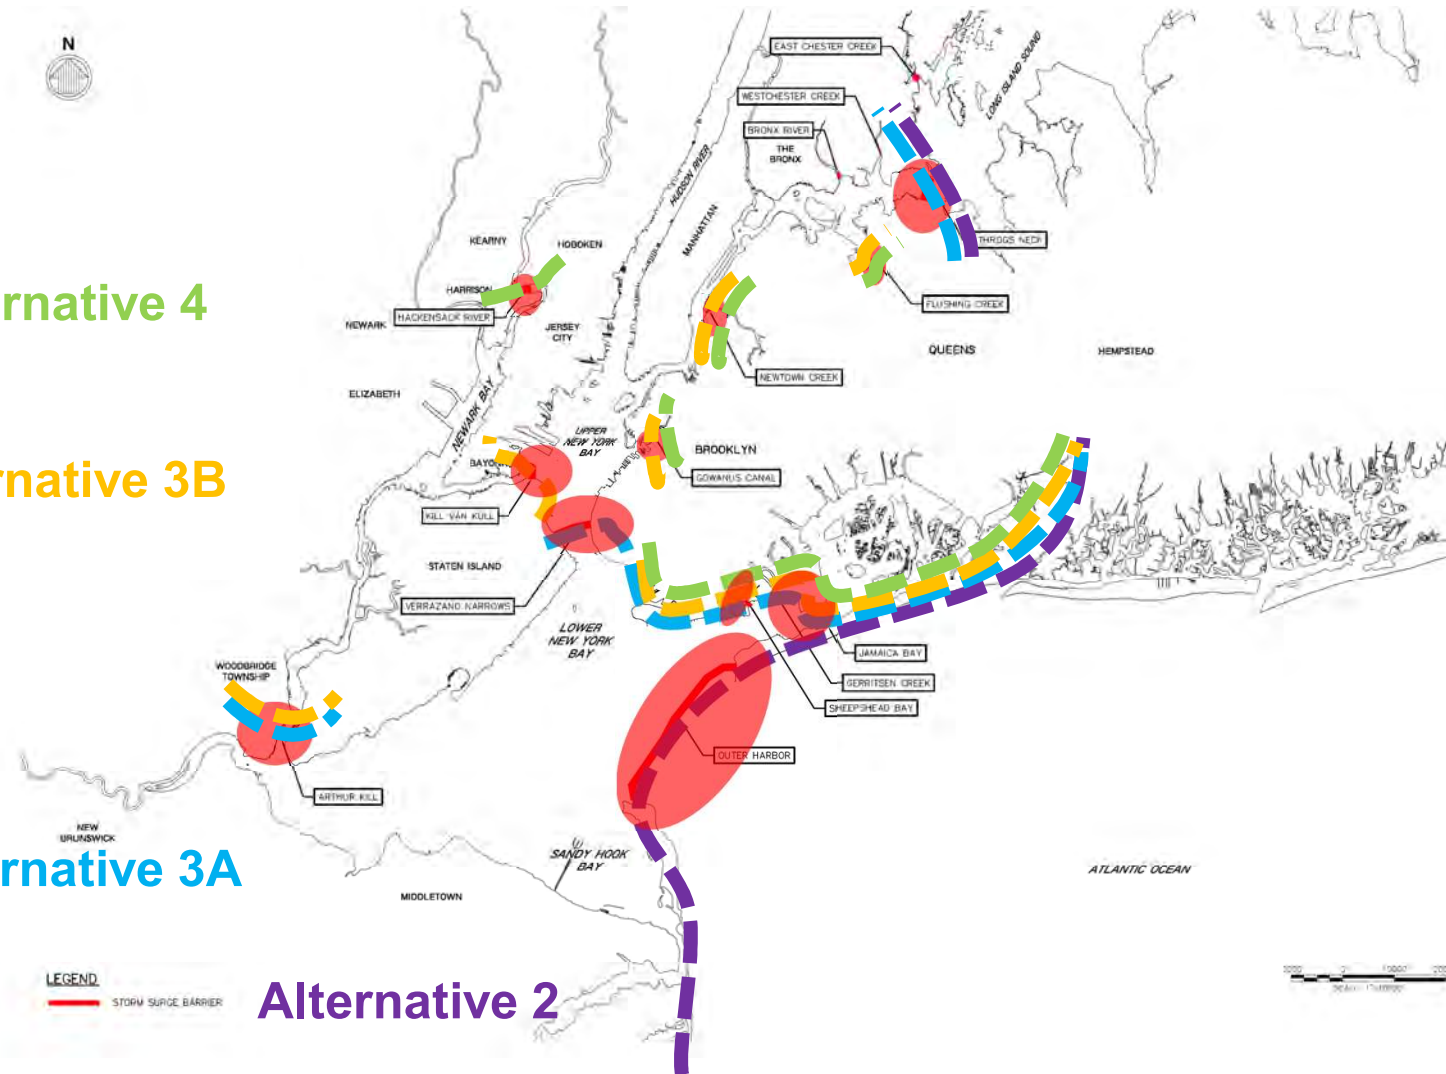 N
EAST CHESTER CREEK
LONG ISLAND SOUND
WESTCHESTER CREEK
BRONX RIVER
THE
BRONX
HUDSON RIVER
MANHATTAN
KEARNY
HOBOKEN
THROGS NECK
HARRISON
rnative 4
HACKENSACK RIVER
FLUSHING CREEK
NEWARK
JERSEY
CITY
QUEENS
HEMPSTEAD
NEWTOWN CREEK
ELIZABETH
NEWARK BAY
UPPER
NEW YORK
BAY
BROOKLYN
BAYONNE
rnative 3B
GOWANUS CANAL
KILL VAN KULL
STATEN ISLAND
VERRAZANO NARROWS
LOWER
NEW YORK
BAY
JAMAICA BAY
WOODBRIDGE
TOWNSHIP
GERRITSEN CREEK
SHEEPSHEAD BAY
OUTER HARBOR
ARTHUR KILL
NEW
BRUNSWICK
SANDY HOOK
BAY
rnative 3A
ATLANTIC OCEAN
MIDDLETOWN
LEGEND
STORM SURGE BARRIER
Alternative 2